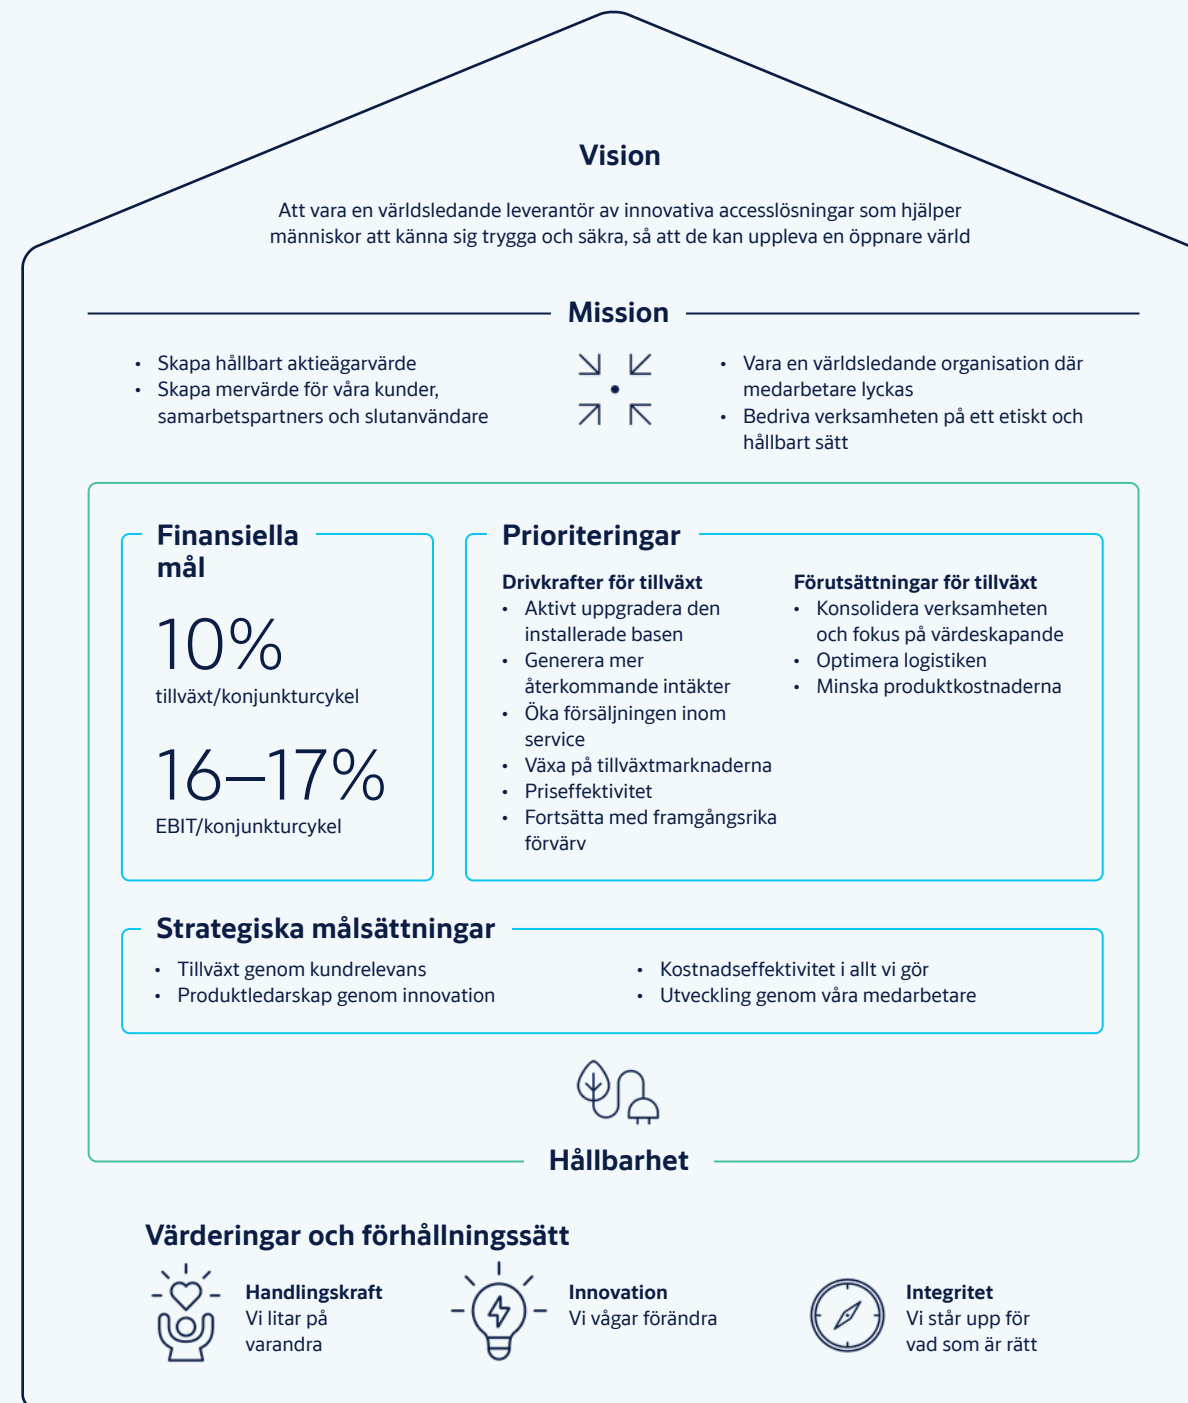 Vision
Att vara en världsledande leverantör av innovativa accesslösningar som hjälper
människor att känna sig trygga och säkra, så att de kan uppleva en öppnare värld
Mission
• Skapa hållbart aktieägarvärde
• Skapa mervärde för våra kunder,
samarbetspartners och slutanvändare
• Vara en världsledande organisation där
medarbetare lyckas
• Bedriva verksamheten på ett etiskt och
hållbart sätt
Finansiella
mål
10%
tillväxt/konjunkturcykel
16–17%
EBIT/konjunkturcykel
Prioriteringar
Drivkrafter för tillväxt
• Aktivt uppgradera den
installerade basen
• Generera mer
återkommande intäkter
• Öka försäljningen inom
service
• Växa på tillväxtmarknaderna
• Priseffektivitet
• Fortsätta med framgångsrika
förvärv
Förutsättningar för tillväxt
• Konsolidera verksamheten
och fokus på värdeskapande
• Optimera logistiken
• Minska produktkostnaderna
Strategiska målsättningar
• Tillväxt genom kundrelevans
• Produktledarskap genom innovation
• Kostnadseffektivitet i allt vi gör
• Utveckling genom våra medarbetare
Hållbarhet
Värderingar och förhållningssätt
Handlingskraft
Vi litar på
varandra
Innovation
Vi vågar förändra
Integritet
Vi står upp för
vad som är rätt